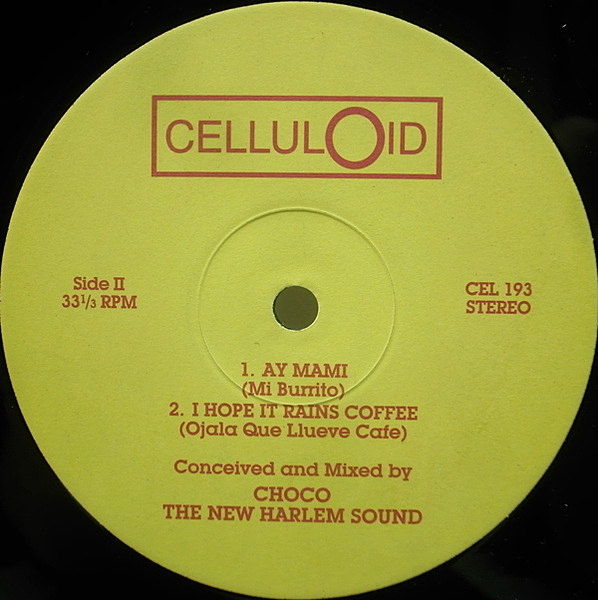 CELLULOID
Side II
33⅓ RPM
CEL 193
STEREO
1. AY MAMI
(Mi Burrito)
2. I HOPE IT RAINS COFFEE
(Ojala Que Llueve Cafe)
Conceived and Mixed by
CHOCO
THE NEW HARLEM SOUND